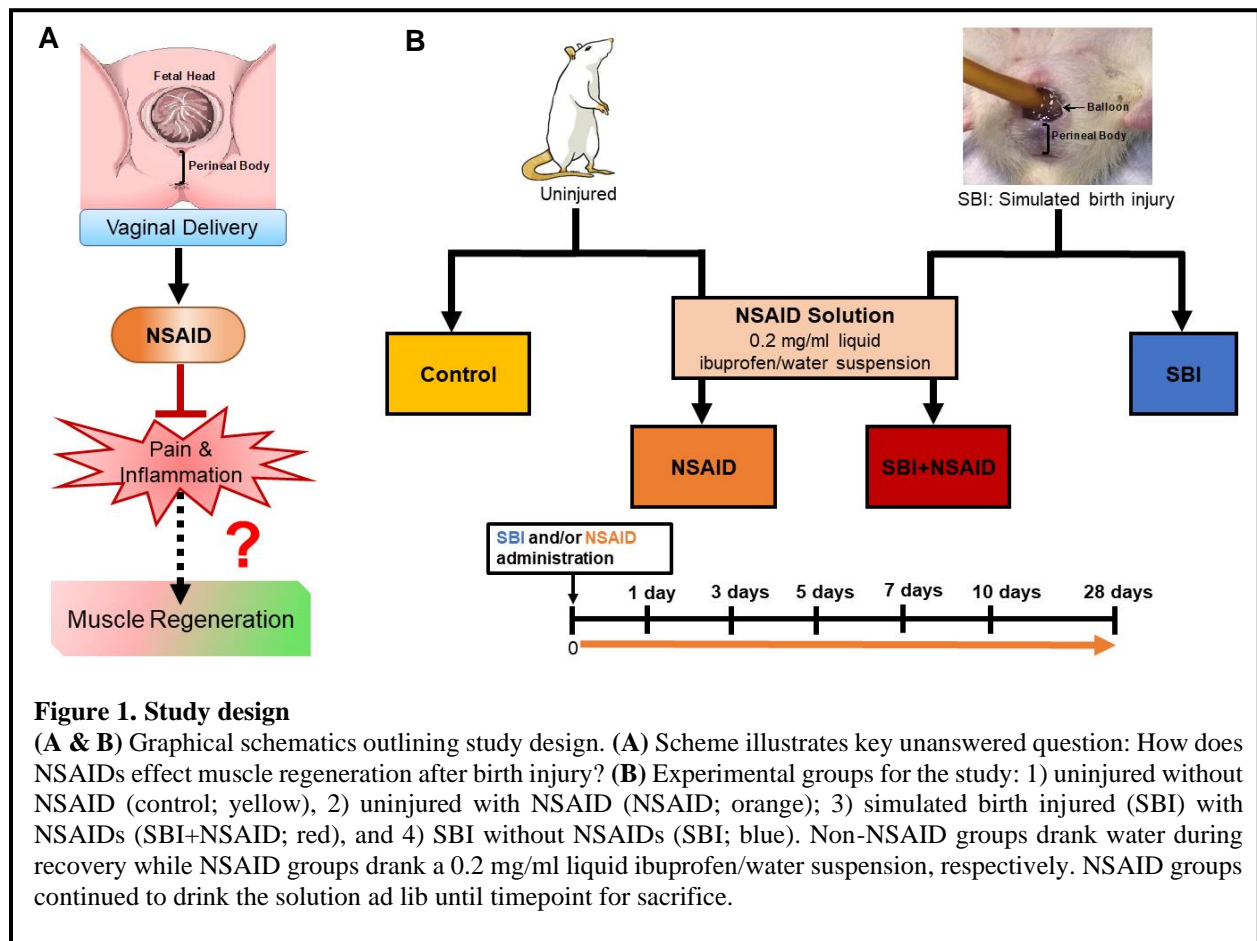 A
Fetal Head
Perineal Body
Vaginal Delivery
NSAID
Pain &
Inflammation
?
Muscle Regeneration
B
Uninjured
Balloon
Perineal Body
SBI: Simulated birth injury
NSAID Solution
0.2 mg/ml liquid
ibuprofen/water suspension
Control
NSAID
SBI+NSAID
SBI
SBI and/or NSAID
administration
1 day 3 days 5 days 7 days 10 days 28 days
0
Figure 1. Study design
(A & B) Graphical schematics outlining study design. (A) Scheme illustrates key unanswered question: How does
NSAIDs effect muscle regeneration after birth injury? (B) Experimental groups for the study: 1) uninjured without
NSAID (control; yellow), 2) uninjured with NSAID (NSAID; orange); 3) simulated birth injured (SBI) with
NSAIDs (SBI+NSAID; red), and 4) SBI without NSAIDs (SBI; blue). Non-NSAID groups drank water during
recovery while NSAID groups drank a 0.2 mg/ml liquid ibuprofen/water suspension, respectively. NSAID groups
continued to drink the solution ad lib until timepoint for sacrifice.